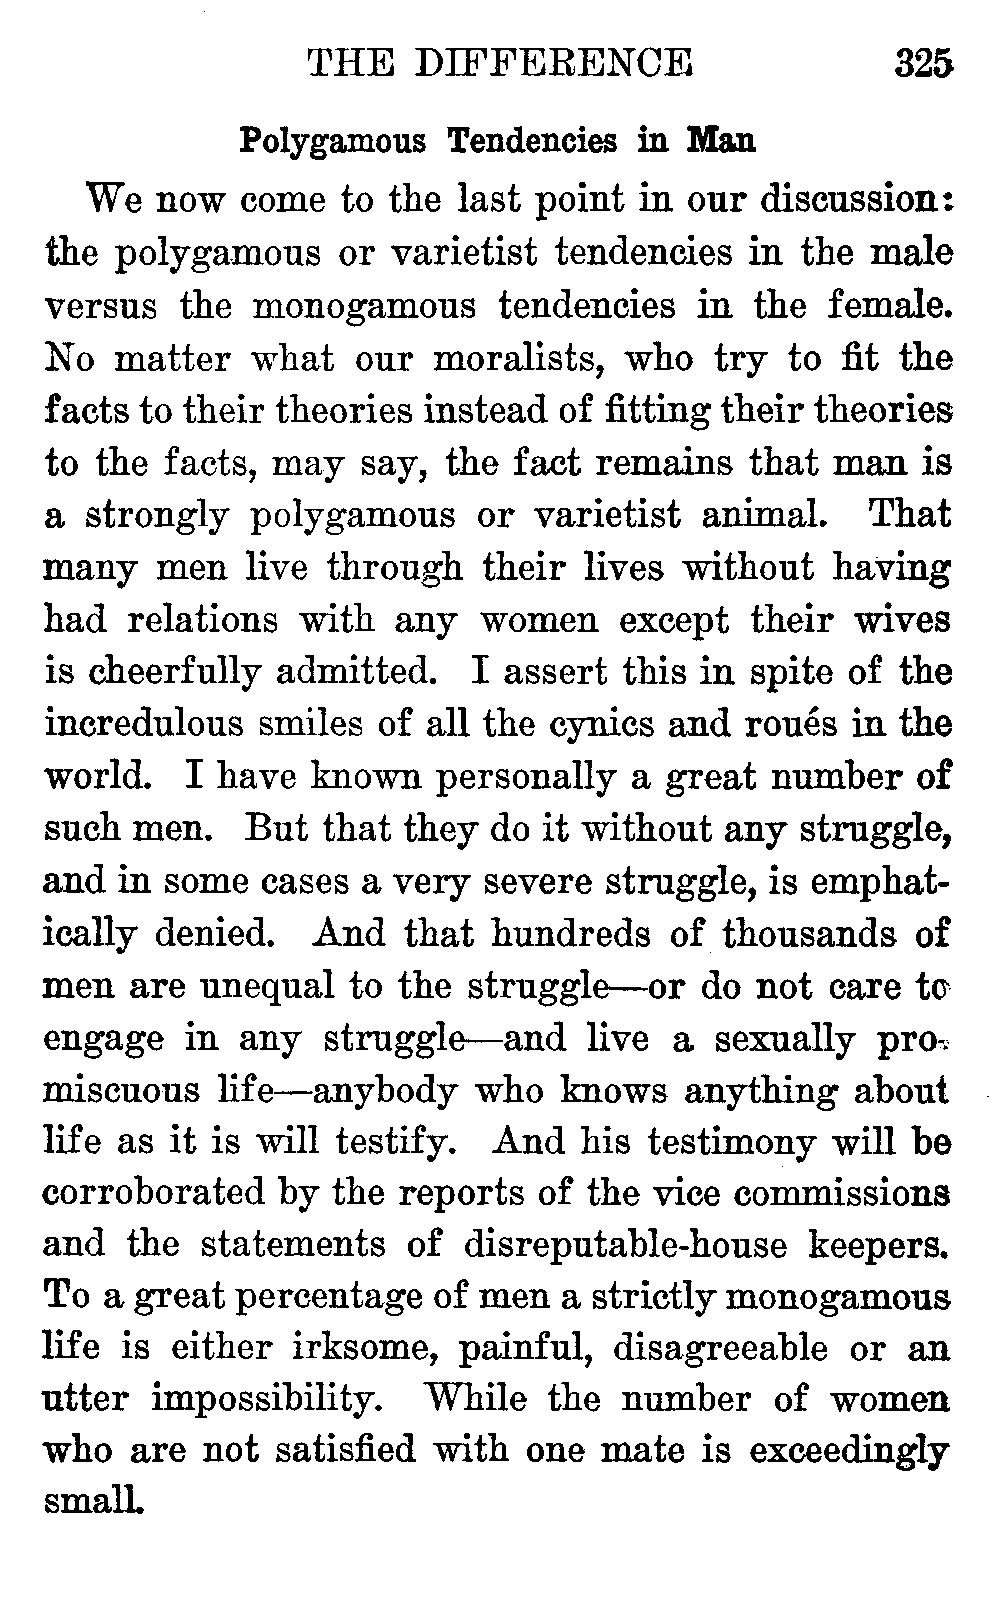 THE DIFFERENCE 325
Polygamous Tendencies in Man
We now come to the last point in our discussion:
the polygamous or varietist tendencies in the male
versus the monogamous tendencies in the female.
No matter what our moralists, who try to fit the
facts to their theories instead of fitting their theories
to the facts, may say, the fact remains that man is
a strongly polygamous or varietist animal. That
many men live through their lives without having
had relations with any women except their wives
is cheerfully admitted. I assert this in spite of the
incredulous smiles of all the cynics and roués in the
world. I have known personally a great number of
such men. But that they do it without any struggle,
and in some cases a very severe struggle, is emphat-
ically denied. And that hundreds of thousands of
men are unequal to the struggle—or do not care to
engage in any struggle—and live a sexually pro-
miscuous life—anybody who knows anything about
life as it is will testify. And his testimony will be
corroborated by the reports of the vice commissions
and the statements of disreputable-house keepers.
To a great percentage of men a strictly monogamous
life is either irksome, painful, disagreeable or an
utter impossibility. While the number of women
who are not satisfied with one mate is exceedingly
small.